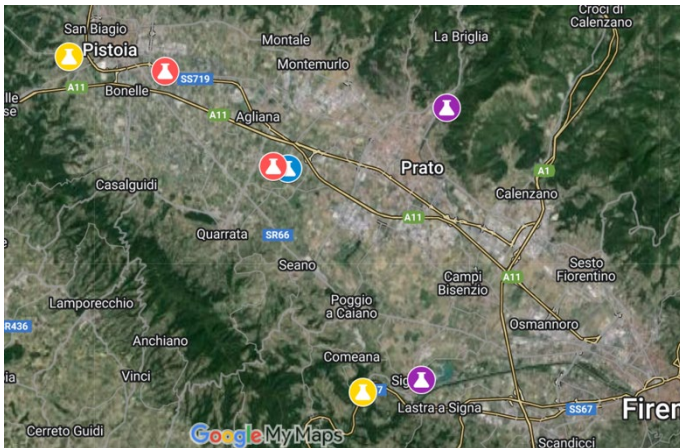 Croci di
Calenzano
San Biagio
La Briglia
Montale
Pistoia
Montemurlo
SS719
A11
Bonelle
A11
Agliana
Prato
A1
Casalguidi
Calenzano
A11
Quarrata
SR66
Seano
Sesto
Fiorentino
Campi
Bisenzio
A11
Lamporecchio
Poggio
a Caiano
Osmannoro
R436
Anchiano
Comeana
Vinci
Sig
7
Lastra a Signa
SS67
Firen
Cerreto Guidi
Google My Maps
Scandicci